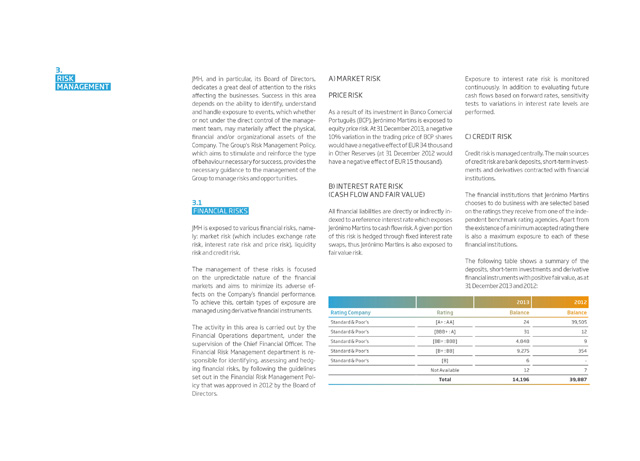 3.
RISK
MANAGEMENT
JMH, and in particular, its Board of Directors,
dedicates a great deal of attention to the risks
affecting the businesses. Success in this area
depends on the ability to identify, understand
and handle exposure to events, which whether
or not under the direct control of the manage-
ment team, may materially affect the physical,
financial and/or organizational assets of the
Company. The Group's Risk Management Policy,
which aims to stimulate and reinforce the type
of behaviour necessary for success, provides the
necessary guidance to the management of the
Group to manage risks and opportunities.
3.1
FINANCIAL RISKS
JMH is exposed to various financial risks, name-
ly: market risk (which includes exchange rate
risk, interest rate risk and price risk), liquidity
risk and credit risk.
The management of these risks is focused
on the unpredictable nature of the financial
markets and aims to minimize its adverse ef-
fects on the Company's financial performance.
To achieve this, certain types of exposure are
managed using derivative financial instruments.
The activity in this area is carried out by the
Financial Operations department, under the
supervision of the Chief Financial Officer. The
Financial Risk Management department is re-
sponsible for identifying, assessing and hedg-
ing financial risks, by following the guidelines
set out in the Financial Risk Management Pol-
icy that was approved in 2012 by the Board of
Directors.
A) MARKET RISK
PRICE RISK
As a result of its investment in Banco Comercial
Português (BCP), Jerónimo Martins is exposed to
equity price risk. At 31 December 2013, a negative
10% variation in the trading price of BCP shares
would have a negative effect of EUR 34 thousand
in Other Reserves (at 31 December 2012 would
have a negative effect of EUR 15 thousand).
B) INTEREST RATE RISK
(CASH FLOW AND FAIR VALUE)
All financial liabilities are directly or indirectly in-
dexed to a reference interest rate which exposes
Jerónimo Martins to cash flow risk. A given portion
of this risk is hedged through fixed interest rate
swaps, thus Jerónimo Martins is also exposed to
fair value risk.
Exposure to interest rate risk is monitored
continuously. In addition to evaluating future
cash flows based on forward rates, sensitivity
tests to variations in interest rate levels are
performed.
C) CREDIT RISK
Credit risk is managed centrally. The main sources
of credit risk are bank deposits, short-term invest-
ments and derivatives contracted with financial
institutions.
The financial institutions that Jerónimo Martins
chooses to do business with are selected based
on the ratings they receive from one of the inde-
pendent benchmark rating agencies. Apart from
the existence of a minimum accepted rating there
is also a maximum exposure to each of these
financial institutions.
The following table shows a summary of the
deposits, short-term investments and derivative
financial instruments with positive fair value, as at
31 December 2013 and 2012:
2013 2012
Rating Company Rating Balance Balance
Standard & Poor's [A+ : AA] 24 39,505
Standard & Poor's [BBB+ : A] 31 12
Standard & Poor's [BB+ : BBB] 4,848 9
Standard & Poor's [B+ : BB] 9,275 354
Standard & Poor's [B] 6 -
Not Available 12 7
Total 14,196 39,887